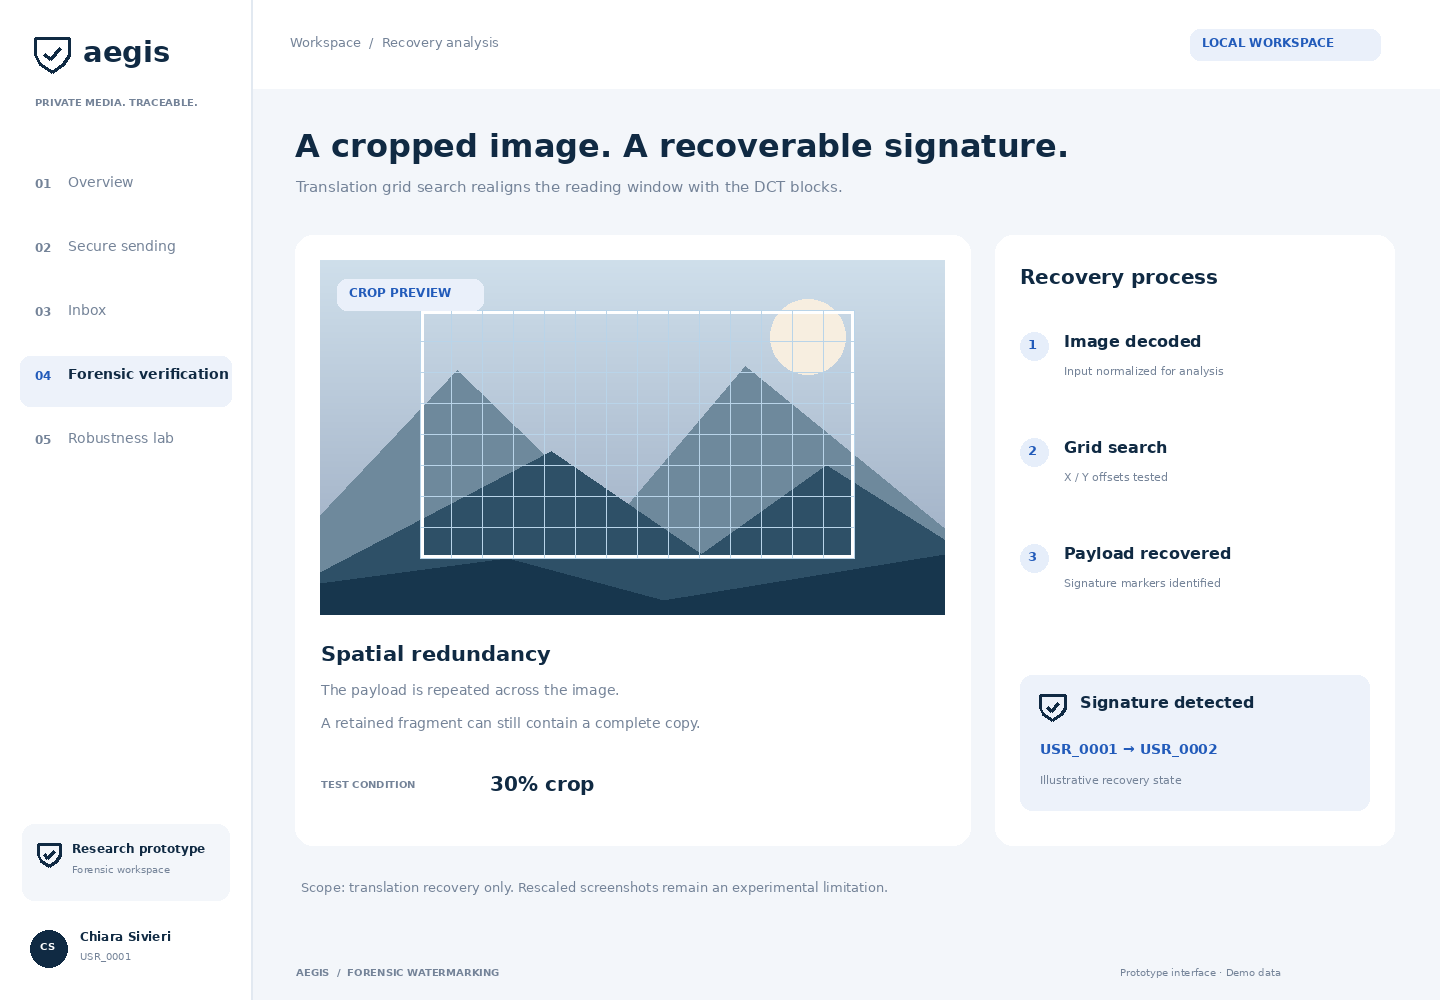 aegis
PRIVATE MEDIA. TRACEABLE.
01 Overview
02 Secure sending
03 Inbox
04 Forensic verification
05 Robustness lab
Research prototype
Forensic workspace
CS
Chiara Sivieri
USR_0001
Workspace / Recovery analysis
LOCAL WORKSPACE
A cropped image. A recoverable signature.
Translation grid search realigns the reading window with the DCT blocks.
CROP PREVIEW
Spatial redundancy
The payload is repeated across the image.
A retained fragment can still contain a complete copy.
TEST CONDITION 30% crop
Recovery process
1 Image decoded
Input normalized for analysis
2 Grid search
X / Y offsets tested
3 Payload recovered
Signature markers identified
Signature detected
USR_0001 → USR_0002
Illustrative recovery state
Scope: translation recovery only. Rescaled screenshots remain an experimental limitation.
AEGIS / FORENSIC WATERMARKING
Prototype interface · Demo data